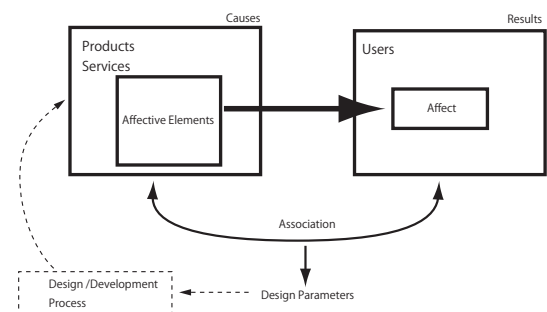 Causes
Results
Products
Services
Users
Affective Elements
Affect
Association
Design /Development
Process
Design Parameters